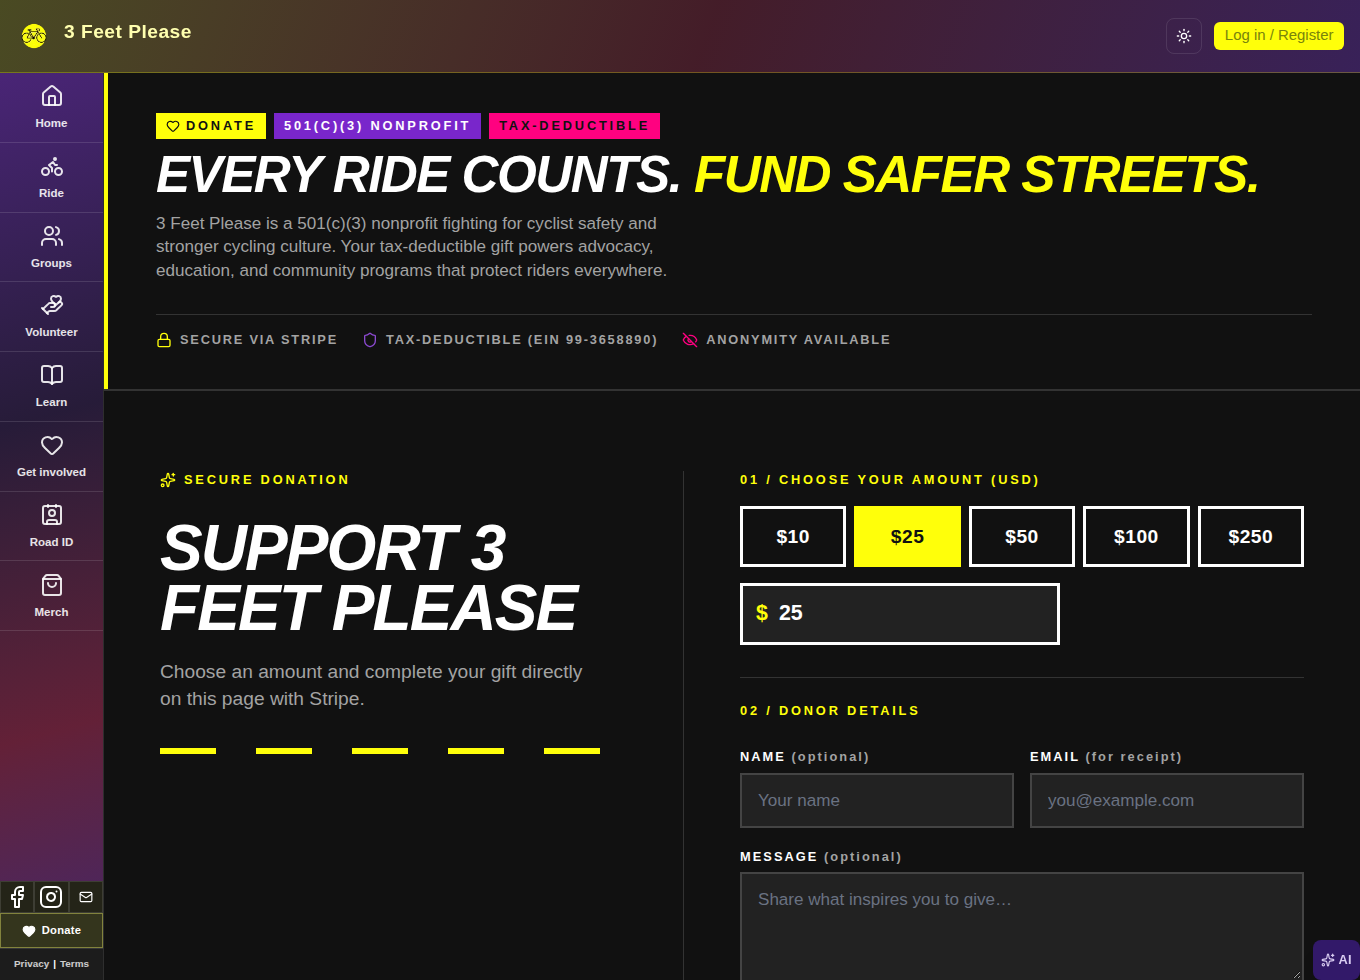 3 Feet Please
Log in / Register
Home
Ride
Groups
Volunteer
Learn
Get involved
Road ID
Merch
Donate
Privacy | Terms
DONATE
501(C)(3) NONPROFIT
TAX-DEDUCTIBLE
EVERY RIDE COUNTS. FUND SAFER STREETS.
3 Feet Please is a 501(c)(3) nonprofit fighting for cyclist safety and
stronger cycling culture. Your tax-deductible gift powers advocacy,
education, and community programs that protect riders everywhere.
SECURE VIA STRIPE
TAX-DEDUCTIBLE (EIN 99-3658890)
ANONYMITY AVAILABLE
SECURE DONATION
SUPPORT 3
FEET PLEASE
Choose an amount and complete your gift directly
on this page with Stripe.
01 / CHOOSE YOUR AMOUNT (USD)
$10
$25
$50
$100
$250
$ 25
02 / DONOR DETAILS
NAME (optional)
EMAIL (for receipt)
Your name
you@example.com
MESSAGE (optional)
Share what inspires you to give…
AI